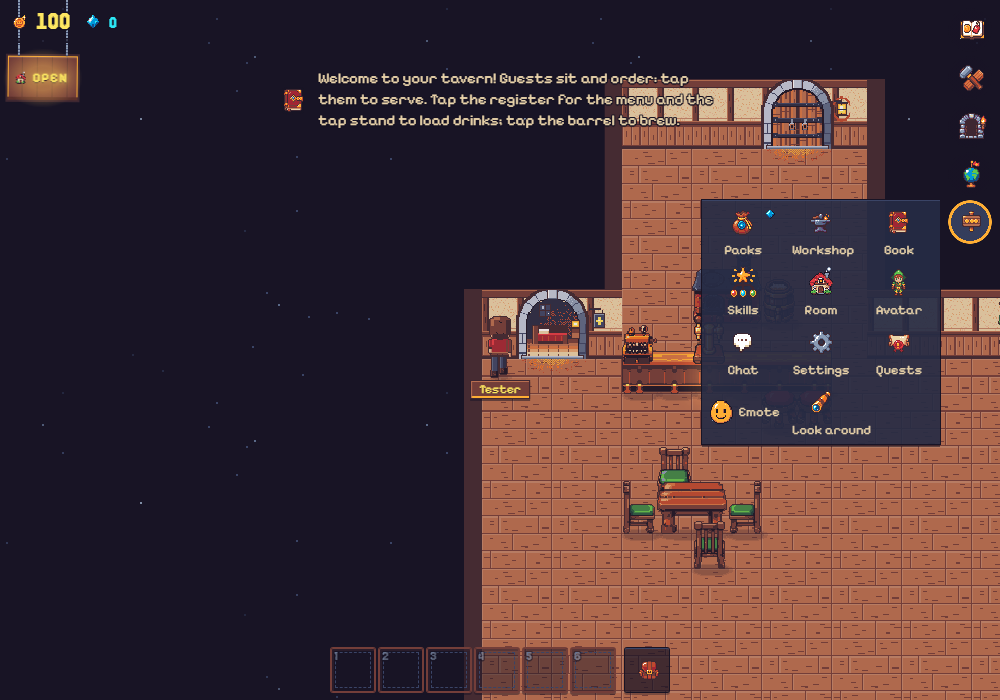 100
0
OPEN
Welcome to your tavern! Guests sit and order: tap
them to serve. Tap the register for the menu and the
tap stand to load drinks; tap the barrel to brew.
Packs
Workshop
Book
Skills
Room
Avatar
Chat
Settings
Quests
Emote
Look around
Tester
1
2
3
4
5
6